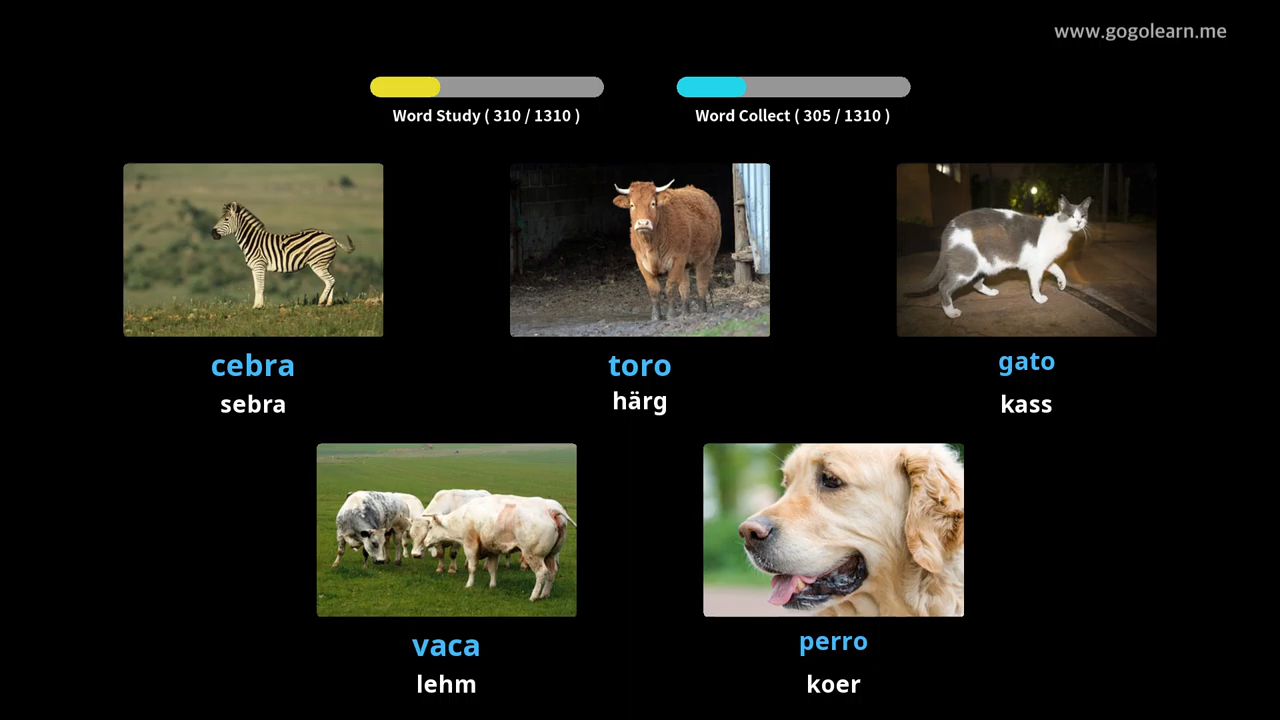 www.gogolearn.me
Word Study ( 310 / 1310 )
Word Collect ( 305 / 1310 )
cebra
sebra
toro
härg
gato
kass
vaca
lehm
perro
koer